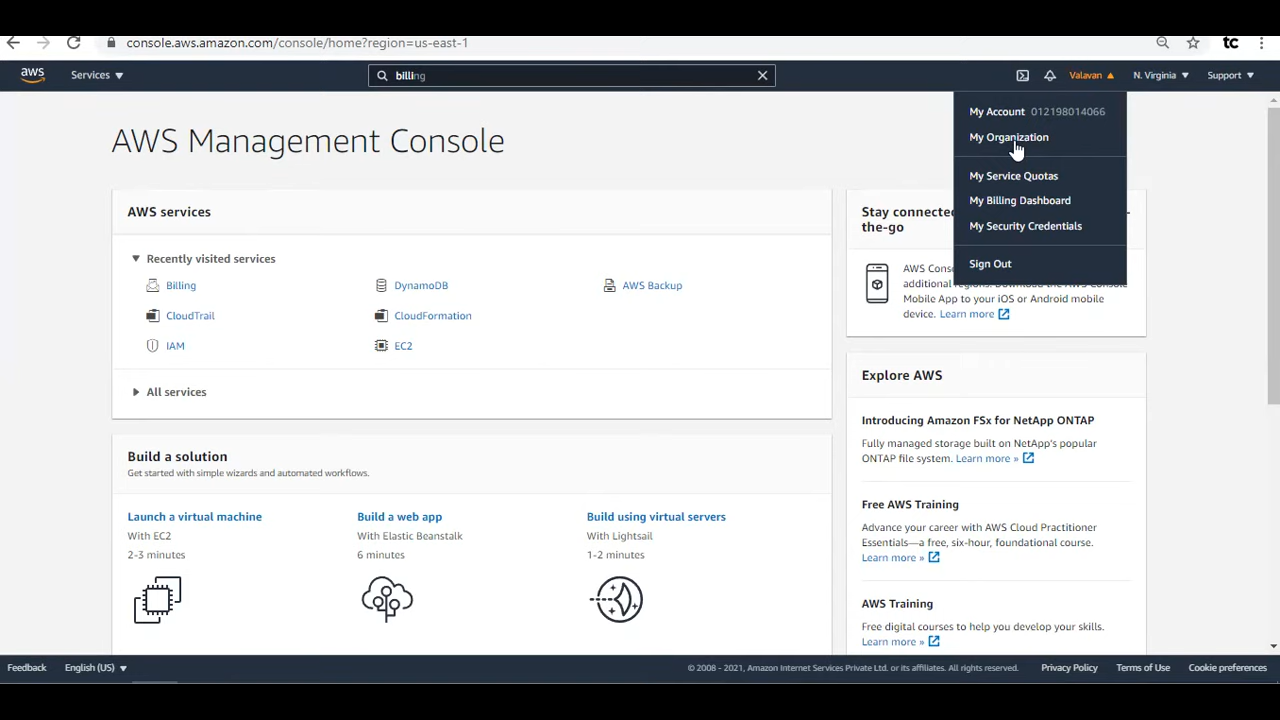 console.aws.amazon.com/console/home?region=us-east-1
tc
aws Services billing Valavan N. Virginia Support
My Account 012198014066
My Organization
My Service Quotas
My Billing Dashboard
My Security Credentials
Sign Out
AWS Management Console
AWS services
Recently visited services
Billing DynamoDB AWS Backup
CloudTrail CloudFormation
IAM EC2
All services
Build a solution
Get started with simple wizards and automated workflows.
Launch a virtual machine
With EC2
2-3 minutes
Build a web app
With Elastic Beanstalk
6 minutes
Build using virtual servers
With Lightsail
1-2 minutes
Stay connected
the-go
AWS
additional regions. Download the AWS Console
Mobile App to your iOS or Android mobile
device. Learn more
Explore AWS
Introducing Amazon FSx for NetApp ONTAP
Fully managed storage built on NetApp's popular
ONTAP file system. Learn more »
Free AWS Training
Advance your career with AWS Cloud Practitioner
Essentials—a free, six-hour, foundational course.
Learn more »
AWS Training
Free digital courses to help you develop your skills.
Learn more »
Feedback English (US) © 2008 - 2021, Amazon Internet Services Private Ltd. or its affiliates. All rights reserved. Privacy Policy Terms of Use Cookie preferences